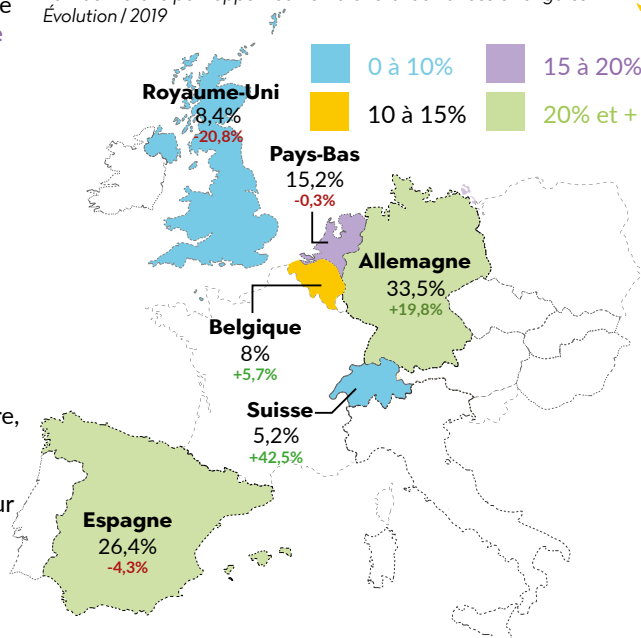 e
Évolution / 2019
e
0 à 10%
15 à 20%
10 à 15%
20% et +
Royaume-Uni
8,4%
-20,8%
Pays-Bas
15,2%
-0,3%
Allemagne
33,5%
+19,8%
Belgique
8%
+5,7%
Suisse
5,2%
+42,5%
re,
ur
Espagne
26,4%
-4,3%